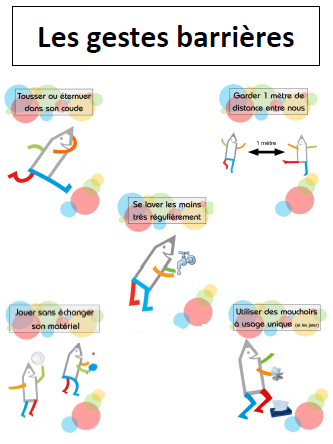 Les gestes barrières
Tousser ou éternuer
dans son coude
Garder 1 mètre de
distance entre nous
1 mètre
Se laver les mains
très régulièrement
Jouer sans échanger
son matériel
Utiliser des mouchoirs
à usage unique (et les jeter)